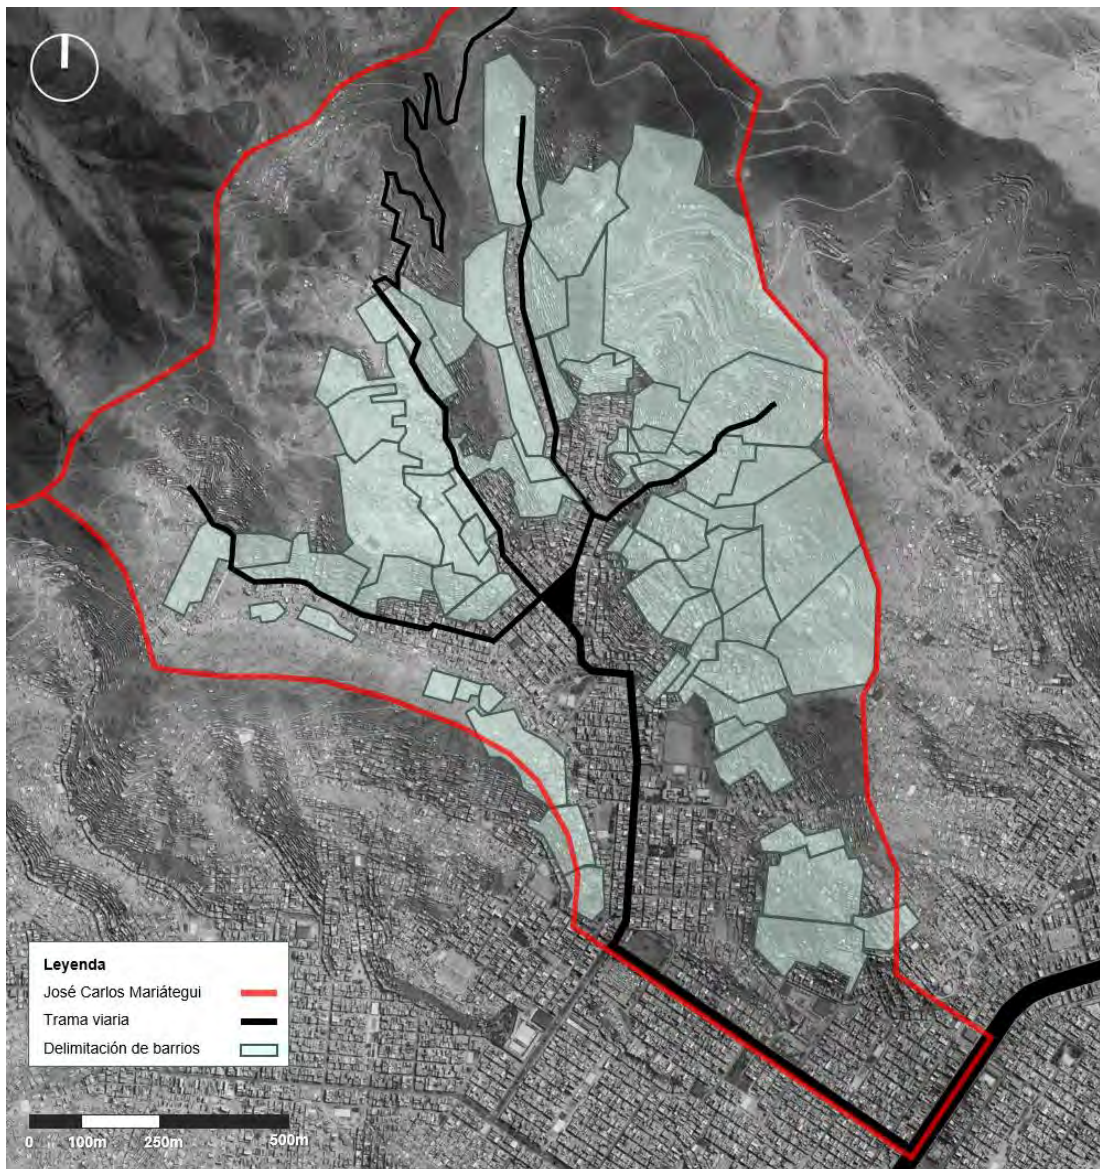 Leyenda
José Carlos Mariátegui
Trama viaria
Delimitación de barrios
0 100m 250m 500m